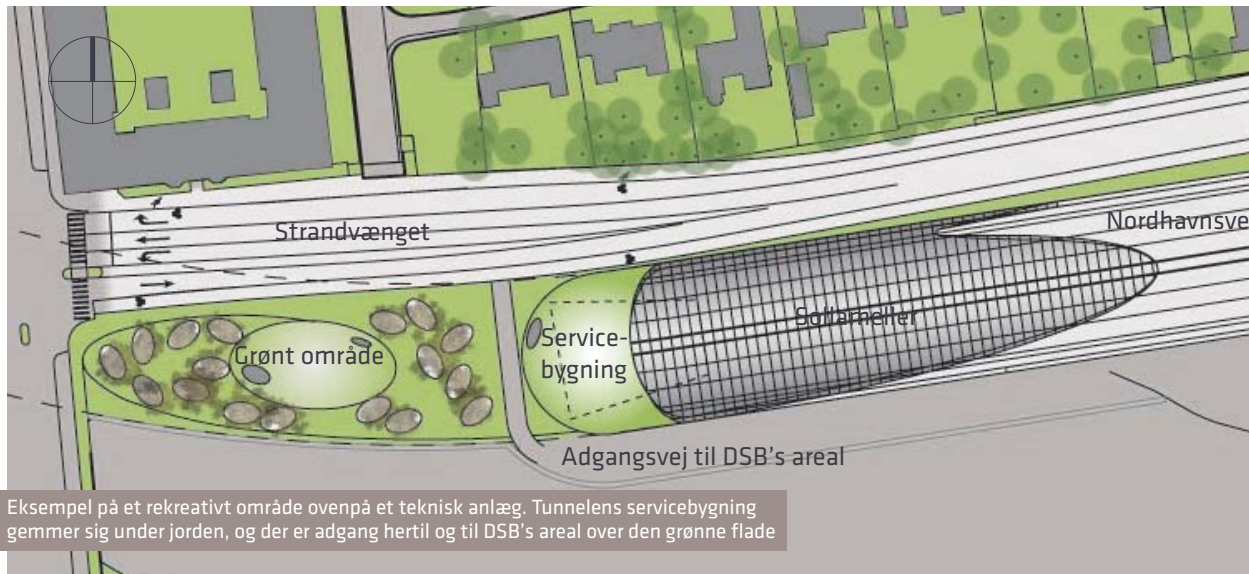 Strandvænget
Nordhavnsve
Sollameller
Service-
bygning
Grønt område
Adgangsvej til DSB's areal
Eksempel på et rekreativt område ovenpå et teknisk anlæg. Tunnelens servicebygning
gemmer sig under jorden, og der er adgang hertil og til DSB's areal over den grønne flade